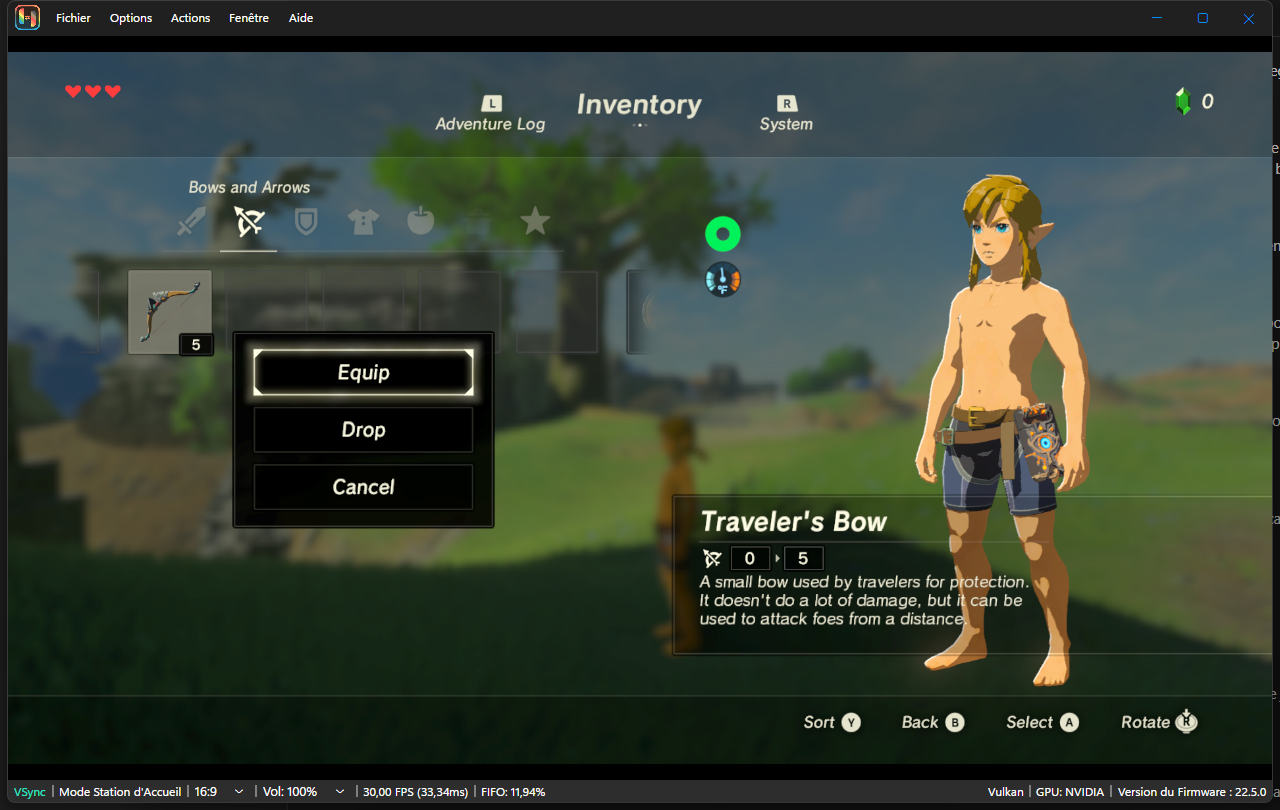 Fichier Options Actions Fenêtre Aide
L Inventory R
Adventure Log System
0
Bows and Arrows
°F
5
Equip
Drop
Cancel
Traveler's Bow
0 5
A small bow used by travelers for protection.
It doesn't do a lot of damage, but it can be
used to attack foes from a distance.
Sort Y Back B Select A Rotate R
VSync | Mode Station d'Accueil | 16:9 | Vol: 100% | 30,00 FPS (33,34ms) | FIFO: 11,94% Vulkan | GPU: NVIDIA | Version du Firmware : 22.5.0